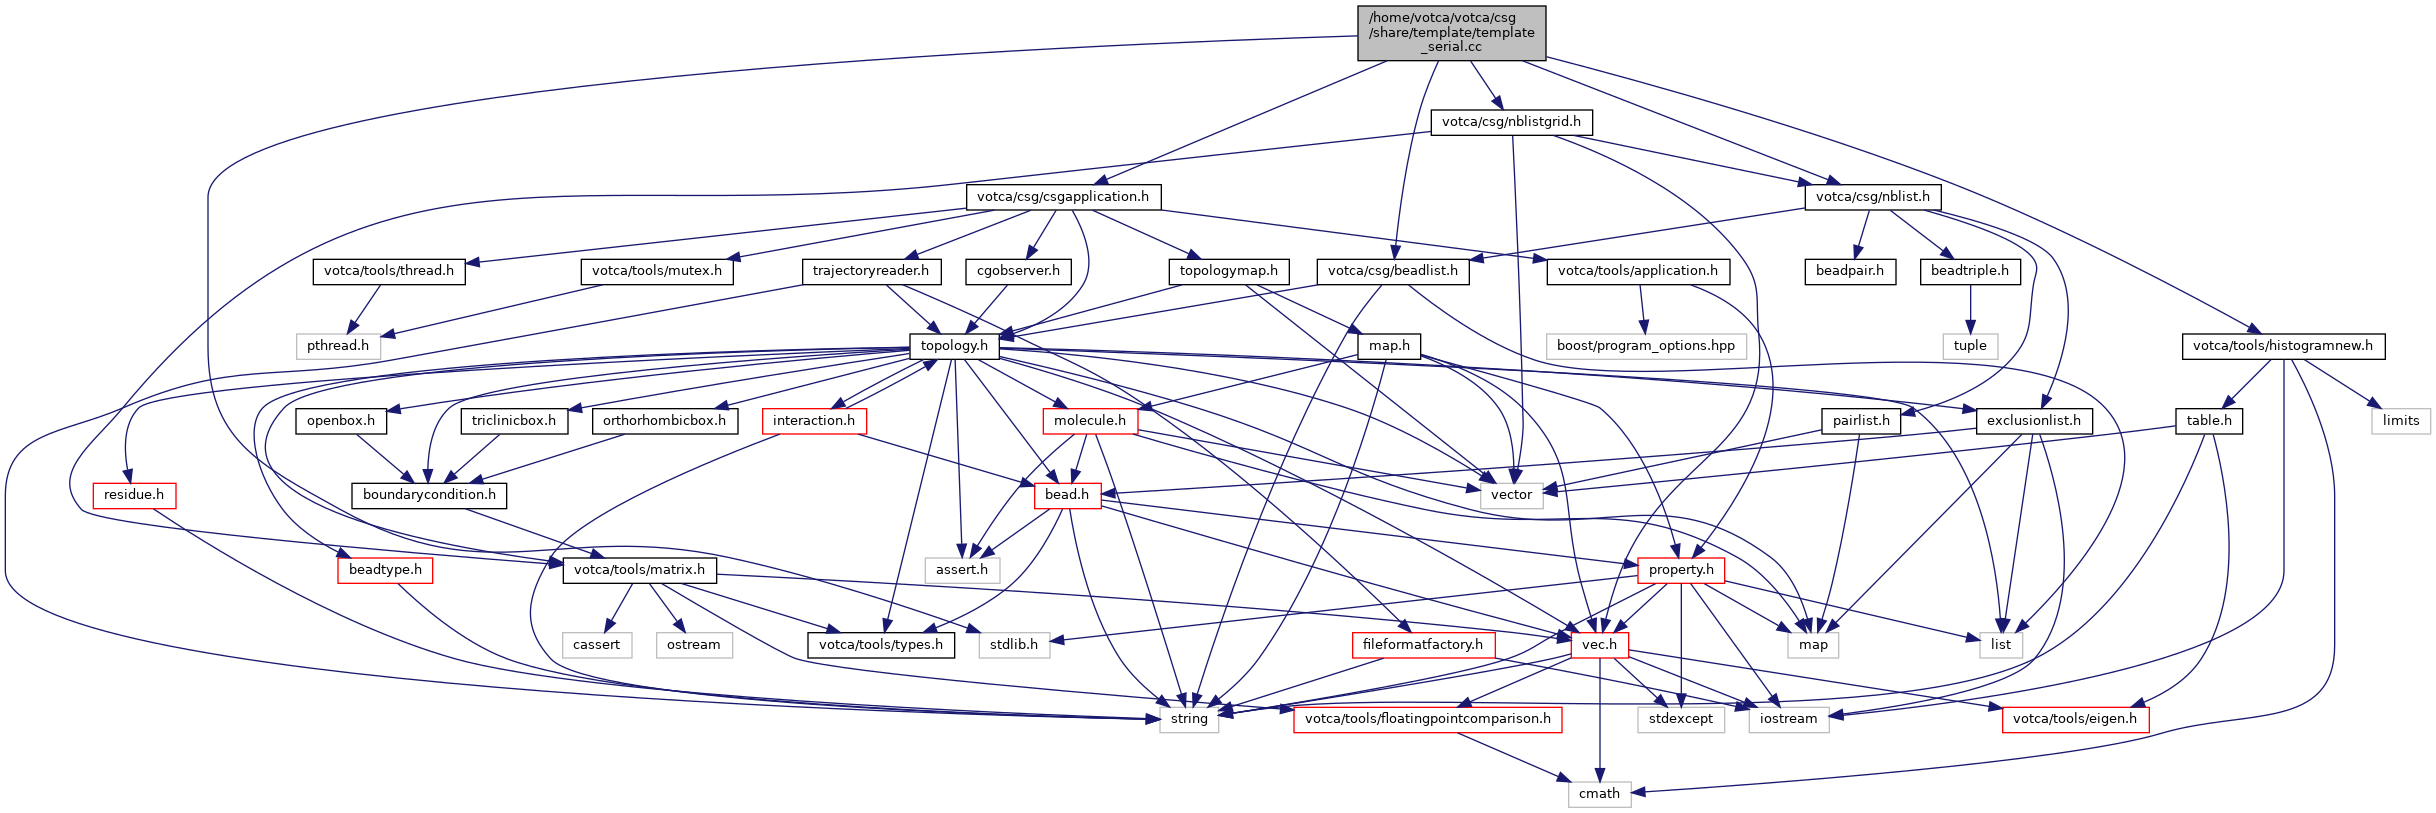 /home/votca/votca/csg
/share/template/template
_serial.cc
votca/csg/nblistgrid.h
votca/csg/csgapplication.h
votca/csg/nblist.h
votca/tools/thread.h
votca/tools/mutex.h
trajectoryreader.h
cgobserver.h
topologymap.h
votca/csg/beadlist.h
votca/tools/application.h
beadpair.h
beadtriple.h
pthread.h
topology.h
map.h
boost/program_options.hpp
tuple
votca/tools/histogramnew.h
openbox.h
triclinicbox.h
orthorhombicbox.h
interaction.h
molecule.h
pairlist.h
exclusionlist.h
table.h
limits
residue.h
boundarycondition.h
bead.h
vector
beadtype.h
votca/tools/matrix.h
assert.h
property.h
cassert
ostream
votca/tools/types.h
stdlib.h
fileformatfactory.h
vec.h
map
list
string
votca/tools/floatingpointcomparison.h
stdexcept
iostream
votca/tools/eigen.h
cmath